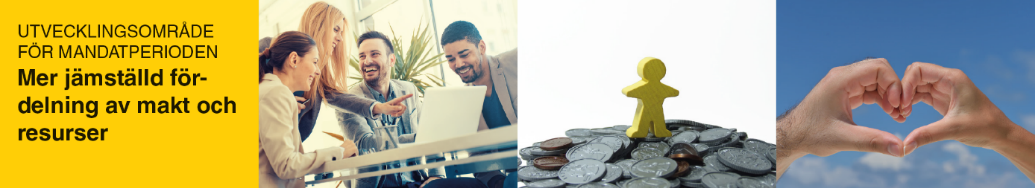 UTVECKLINGSOMRÅDE
FÖR MANDATPERIODEN
Mer jämställd för-
delning av makt och
resurser